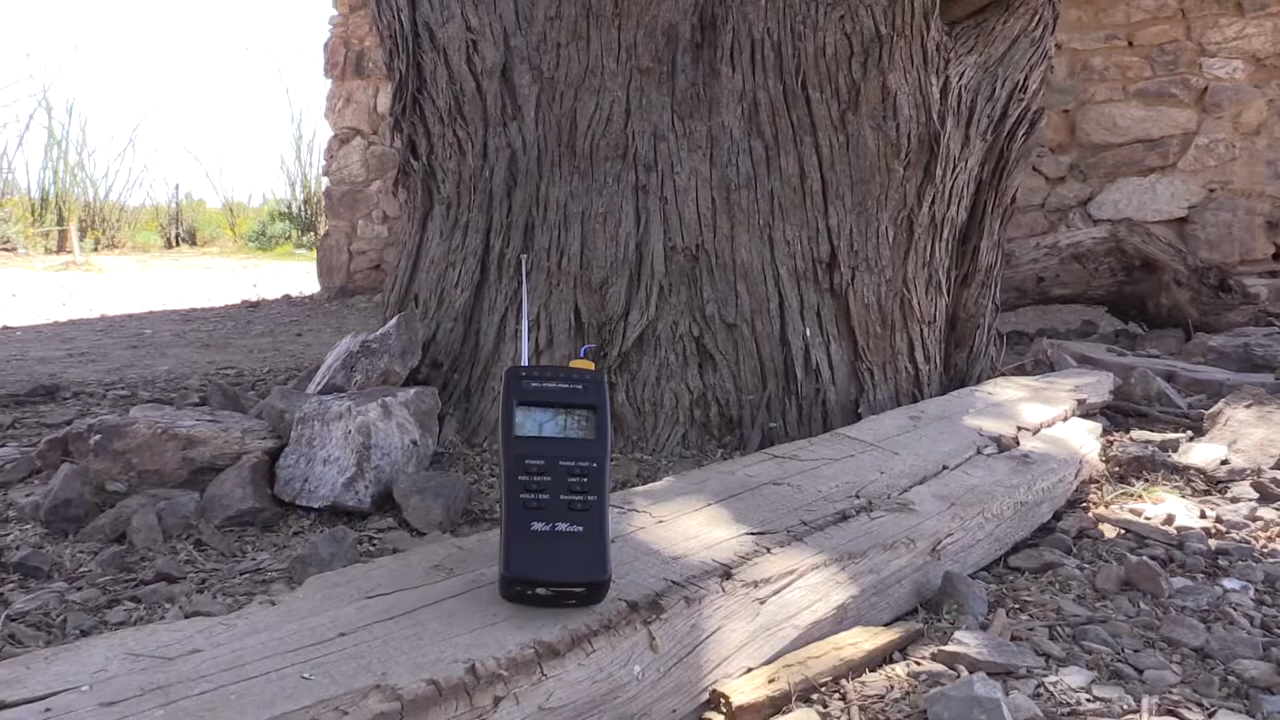 POWER
RANGE / FAST / ▲
REC / ENTER
UNIT / ▼
HOLD / ESC
Backlight / SET
Mel Meter